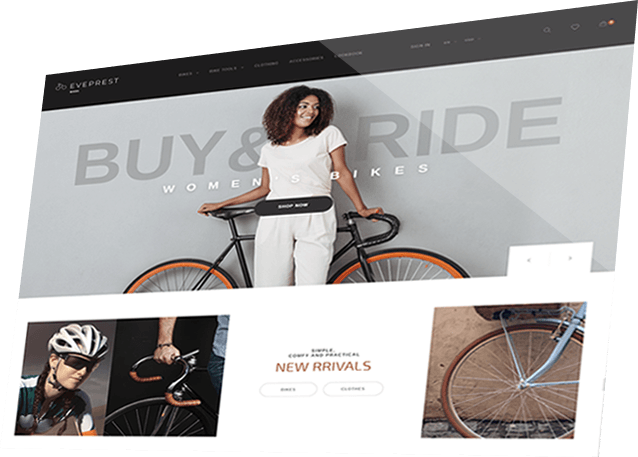 EVEPREST
BIKES BIKE TOOLS CLOTHING ACCESSORIES LOOKBOOK SIGN IN
BUY& RIDE
WOMEN'S BIKES
SHOP NOW
SIMPLE,
COMFY AND PRACTICAL
NEW RRIVALS
BIKES CLOTHES